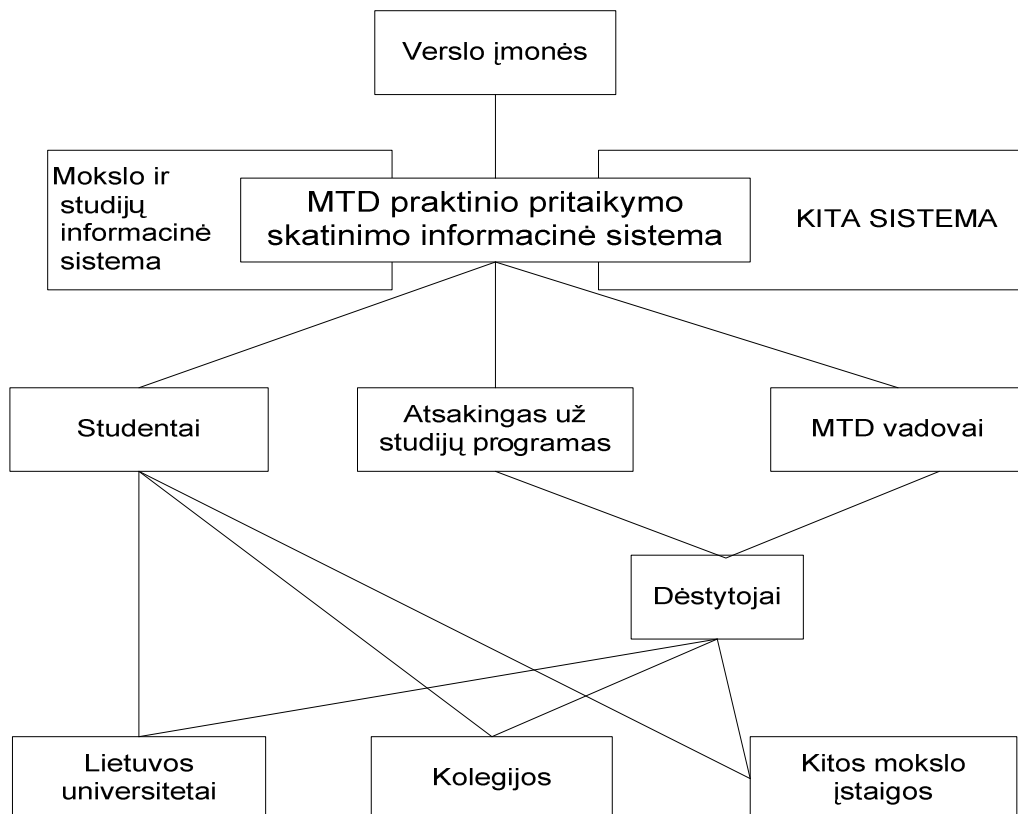 Verslo įmonės
Mokslo ir
studijų
informacinė
sistema
MTD praktinio pritaikymo
skatinimo informacinė sistema
KITA SISTEMA
Studentai
Atsakingas už
studijų programas
MTD vadovai
Dėstytojai
Lietuvos
universitetai
Kolegijos
Kitos mokslo
įstaigos